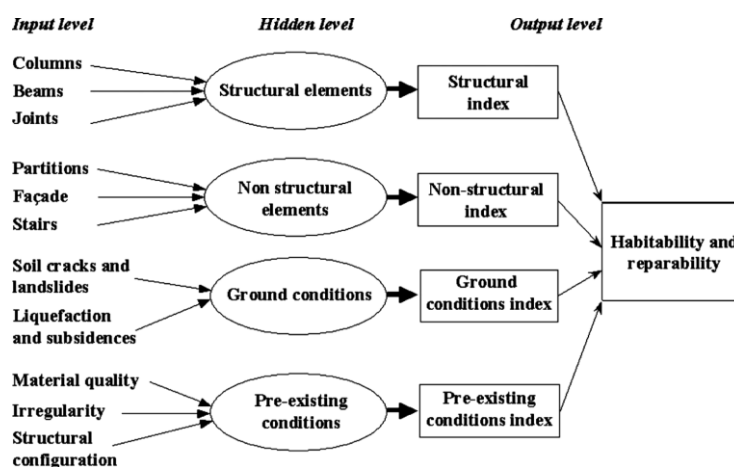 Input level
Hidden level
Output level
Columns
Beams
Joints
Structural elements
Structural
index
Partitions
Façade
Stairs
Non structural
elements
Non-structural
index
Habitability and
reparability
Soil cracks and
landslides
Liquefaction
and subsidences
Ground conditions
Ground
conditions index
Material quality
Irregularity
Structural
configuration
Pre-existing
conditions
Pre-existing
conditions index